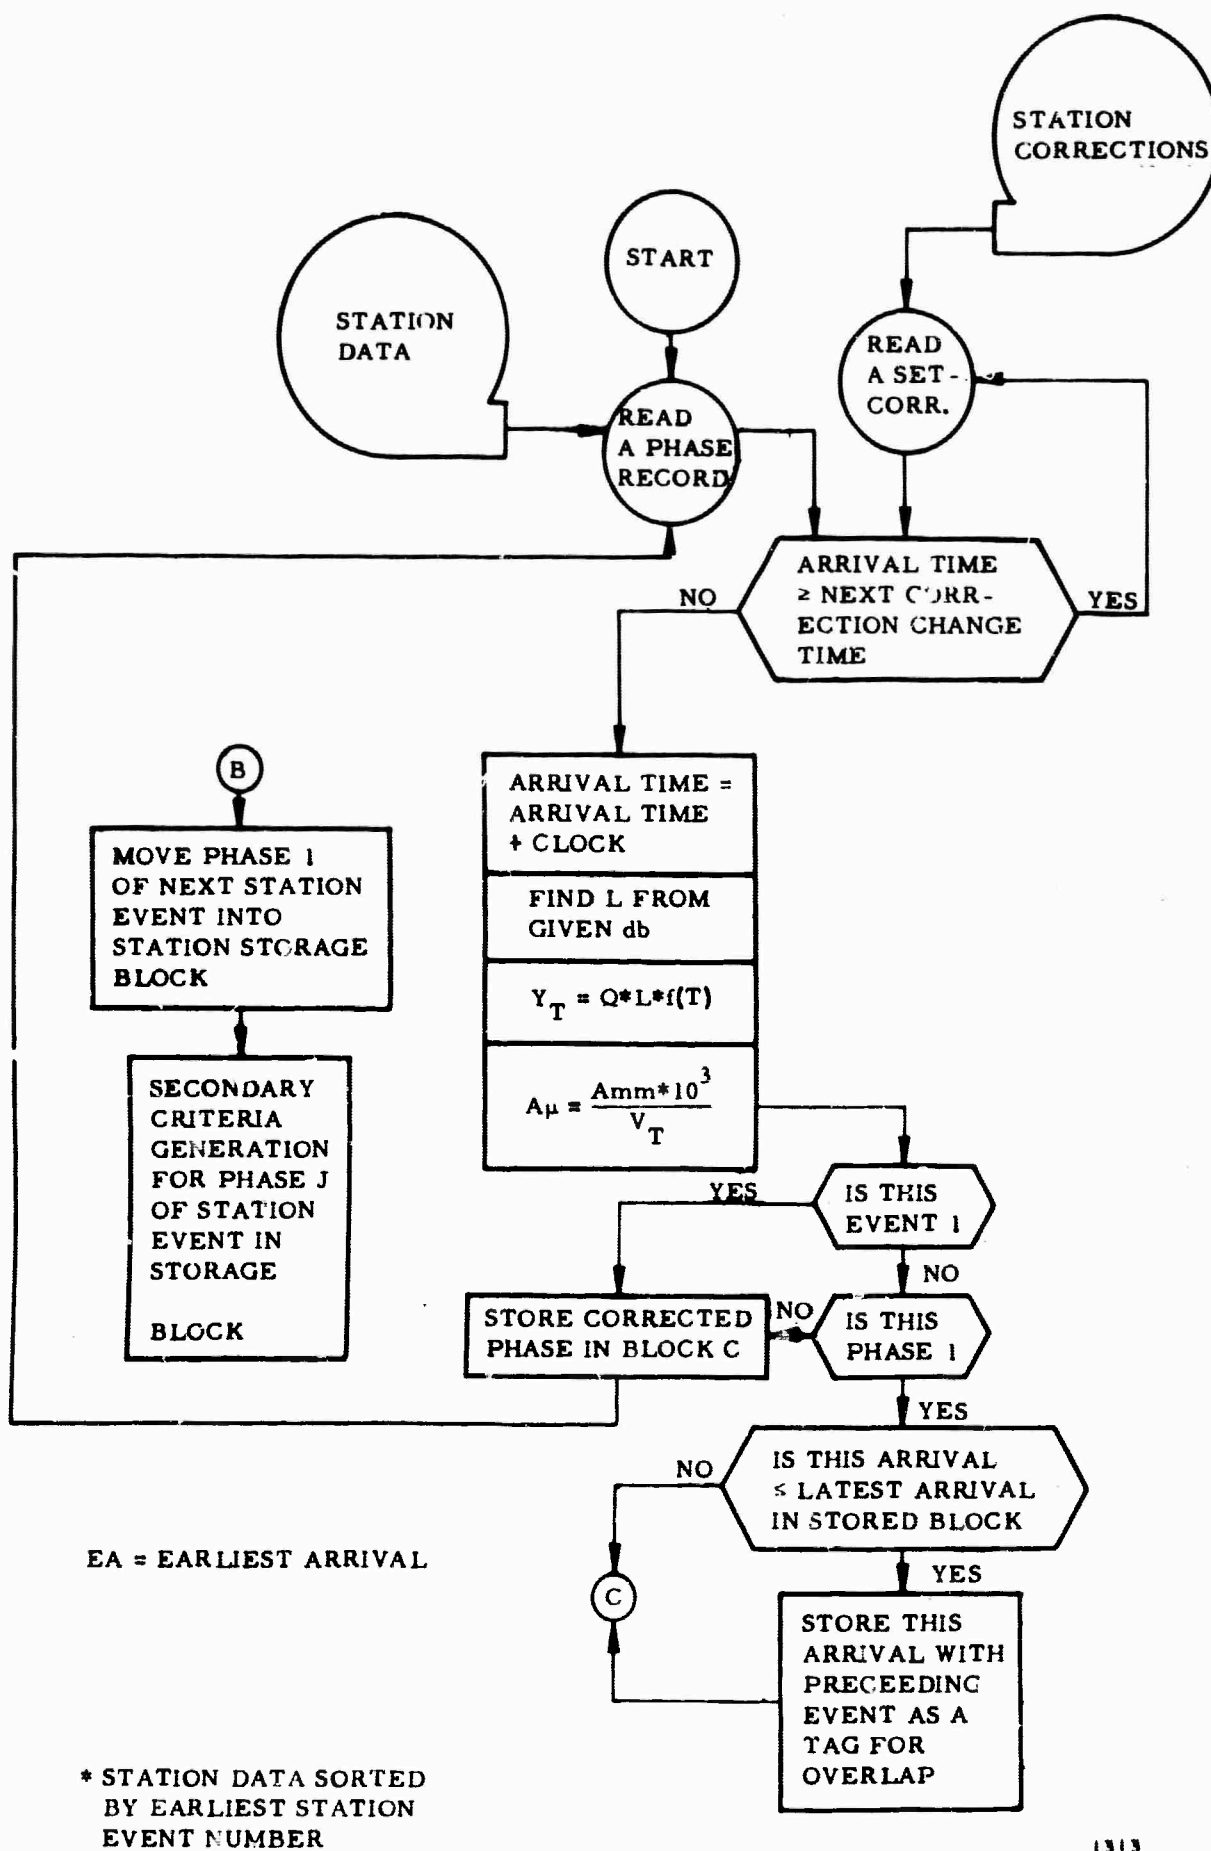 STATION
CORRECTIONS
START
STATION
DATA
READ
A SET-
CORR.
READ
A PHASE
RECORD
ARRIVAL TIME
≥ NEXT CORR-
ECTION CHANGE
TIME
NO
YES
B
MOVE PHASE 1
OF NEXT STATION
EVENT INTO
STATION STORAGE
BLOCK
SECONDARY
CRITERIA
GENERATION
FOR PHASE J
OF STATION
EVENT IN
STORAGE
BLOCK
ARRIVAL TIME =
ARRIVAL TIME
+ CLOCK
FIND L FROM
GIVEN db
Y_T = Q*L*f(T)
Aμ = Amm*10^3 / V_T
YES
IS THIS
EVENT 1
NO
STORE CORRECTED
PHASE IN BLOCK C
NO
IS THIS
PHASE 1
YES
NO
IS THIS ARRIVAL
≤ LATEST ARRIVAL
IN STORED BLOCK
YES
EA = EARLIEST ARRIVAL
C
STORE THIS
ARRIVAL WITH
PRECEEDING
EVENT AS A
TAG FOR
OVERLAP
* STATION DATA SORTED
BY EARLIEST STATION
EVENT NUMBER
1313